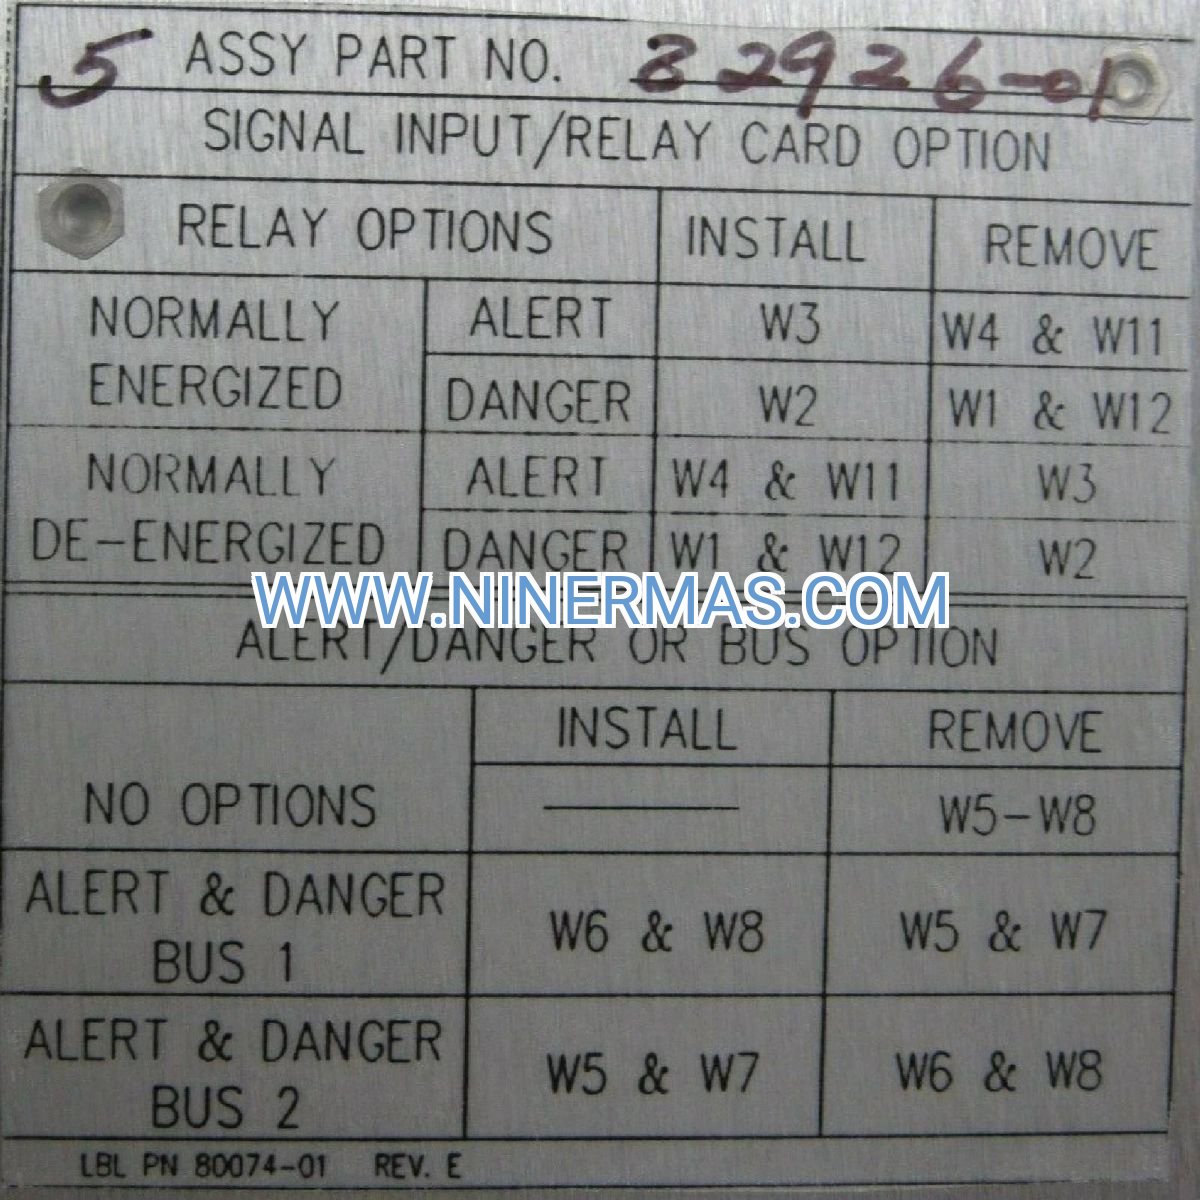 5 ASSY PART NO. 82926-01
SIGNAL INPUT/RELAY CARD OPTION
RELAY OPTIONS INSTALL REMOVE
NORMALLY ENERGIZED ALERT W3 W4 & W11
DANGER W2 W1 & W12
NORMALLY DE-ENERGIZED ALERT W4 & W11 W3
DANGER W1 & W12 W2
WWW.NINERMAS.COM
ALERT/DANGER OR BUS OPTION
INSTALL REMOVE
NO OPTIONS —— W5-W8
ALERT & DANGER BUS 1 W6 & W8 W5 & W7
ALERT & DANGER BUS 2 W5 & W7 W6 & W8
LBL PN 80074-01 REV. E